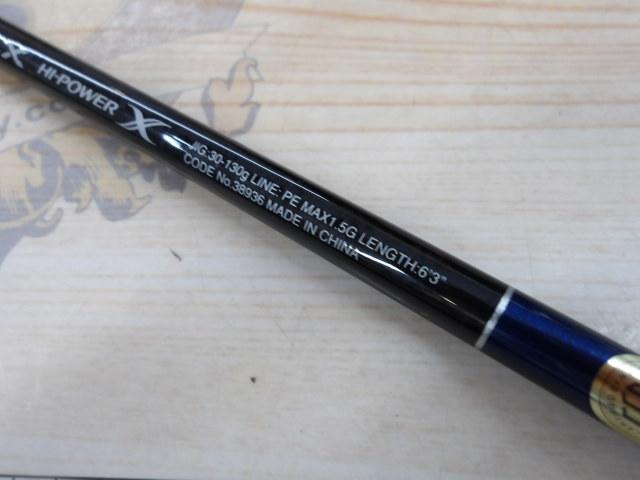 X HI-POWER X
JIG:30-130g LINE: PE MAX1.5G LENGTH:6'3"
CODE No.38936 MADE IN CHINA